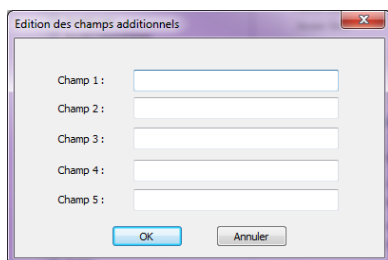 Edition des champs additionnels
Champ 1 :
Champ 2 :
Champ 3 :
Champ 4 :
Champ 5 :
OK Annuler